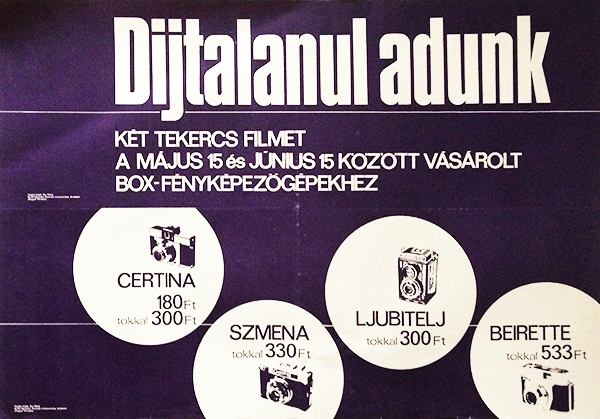 Díjtalanul adunk
KÉT TEKERCS FILMET
A MÁJUS 15 és JÚNIUS 15 KÖZÖTT VÁSÁROLT
BOX-FÉNYKÉPEZŐGÉPEKHEZ
CERTINA
180 Ft
tokkal 300 Ft
SZMENA
tokkal 330 Ft
LJUBITELJ
tokkal 300 Ft
BEIRETTE
tokkal 533 Ft